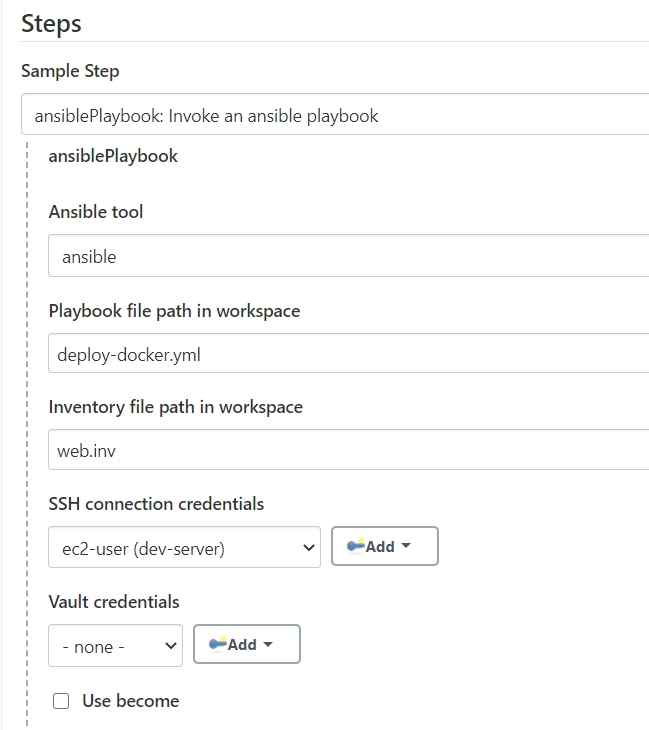 Steps
Sample Step
ansiblePlaybook: Invoke an ansible playbook
ansiblePlaybook
Ansible tool
ansible
Playbook file path in workspace
deploy-docker.yml
Inventory file path in workspace
web.inv
SSH connection credentials
ec2-user (dev-server) Add
Vault credentials
- none - Add
Use become